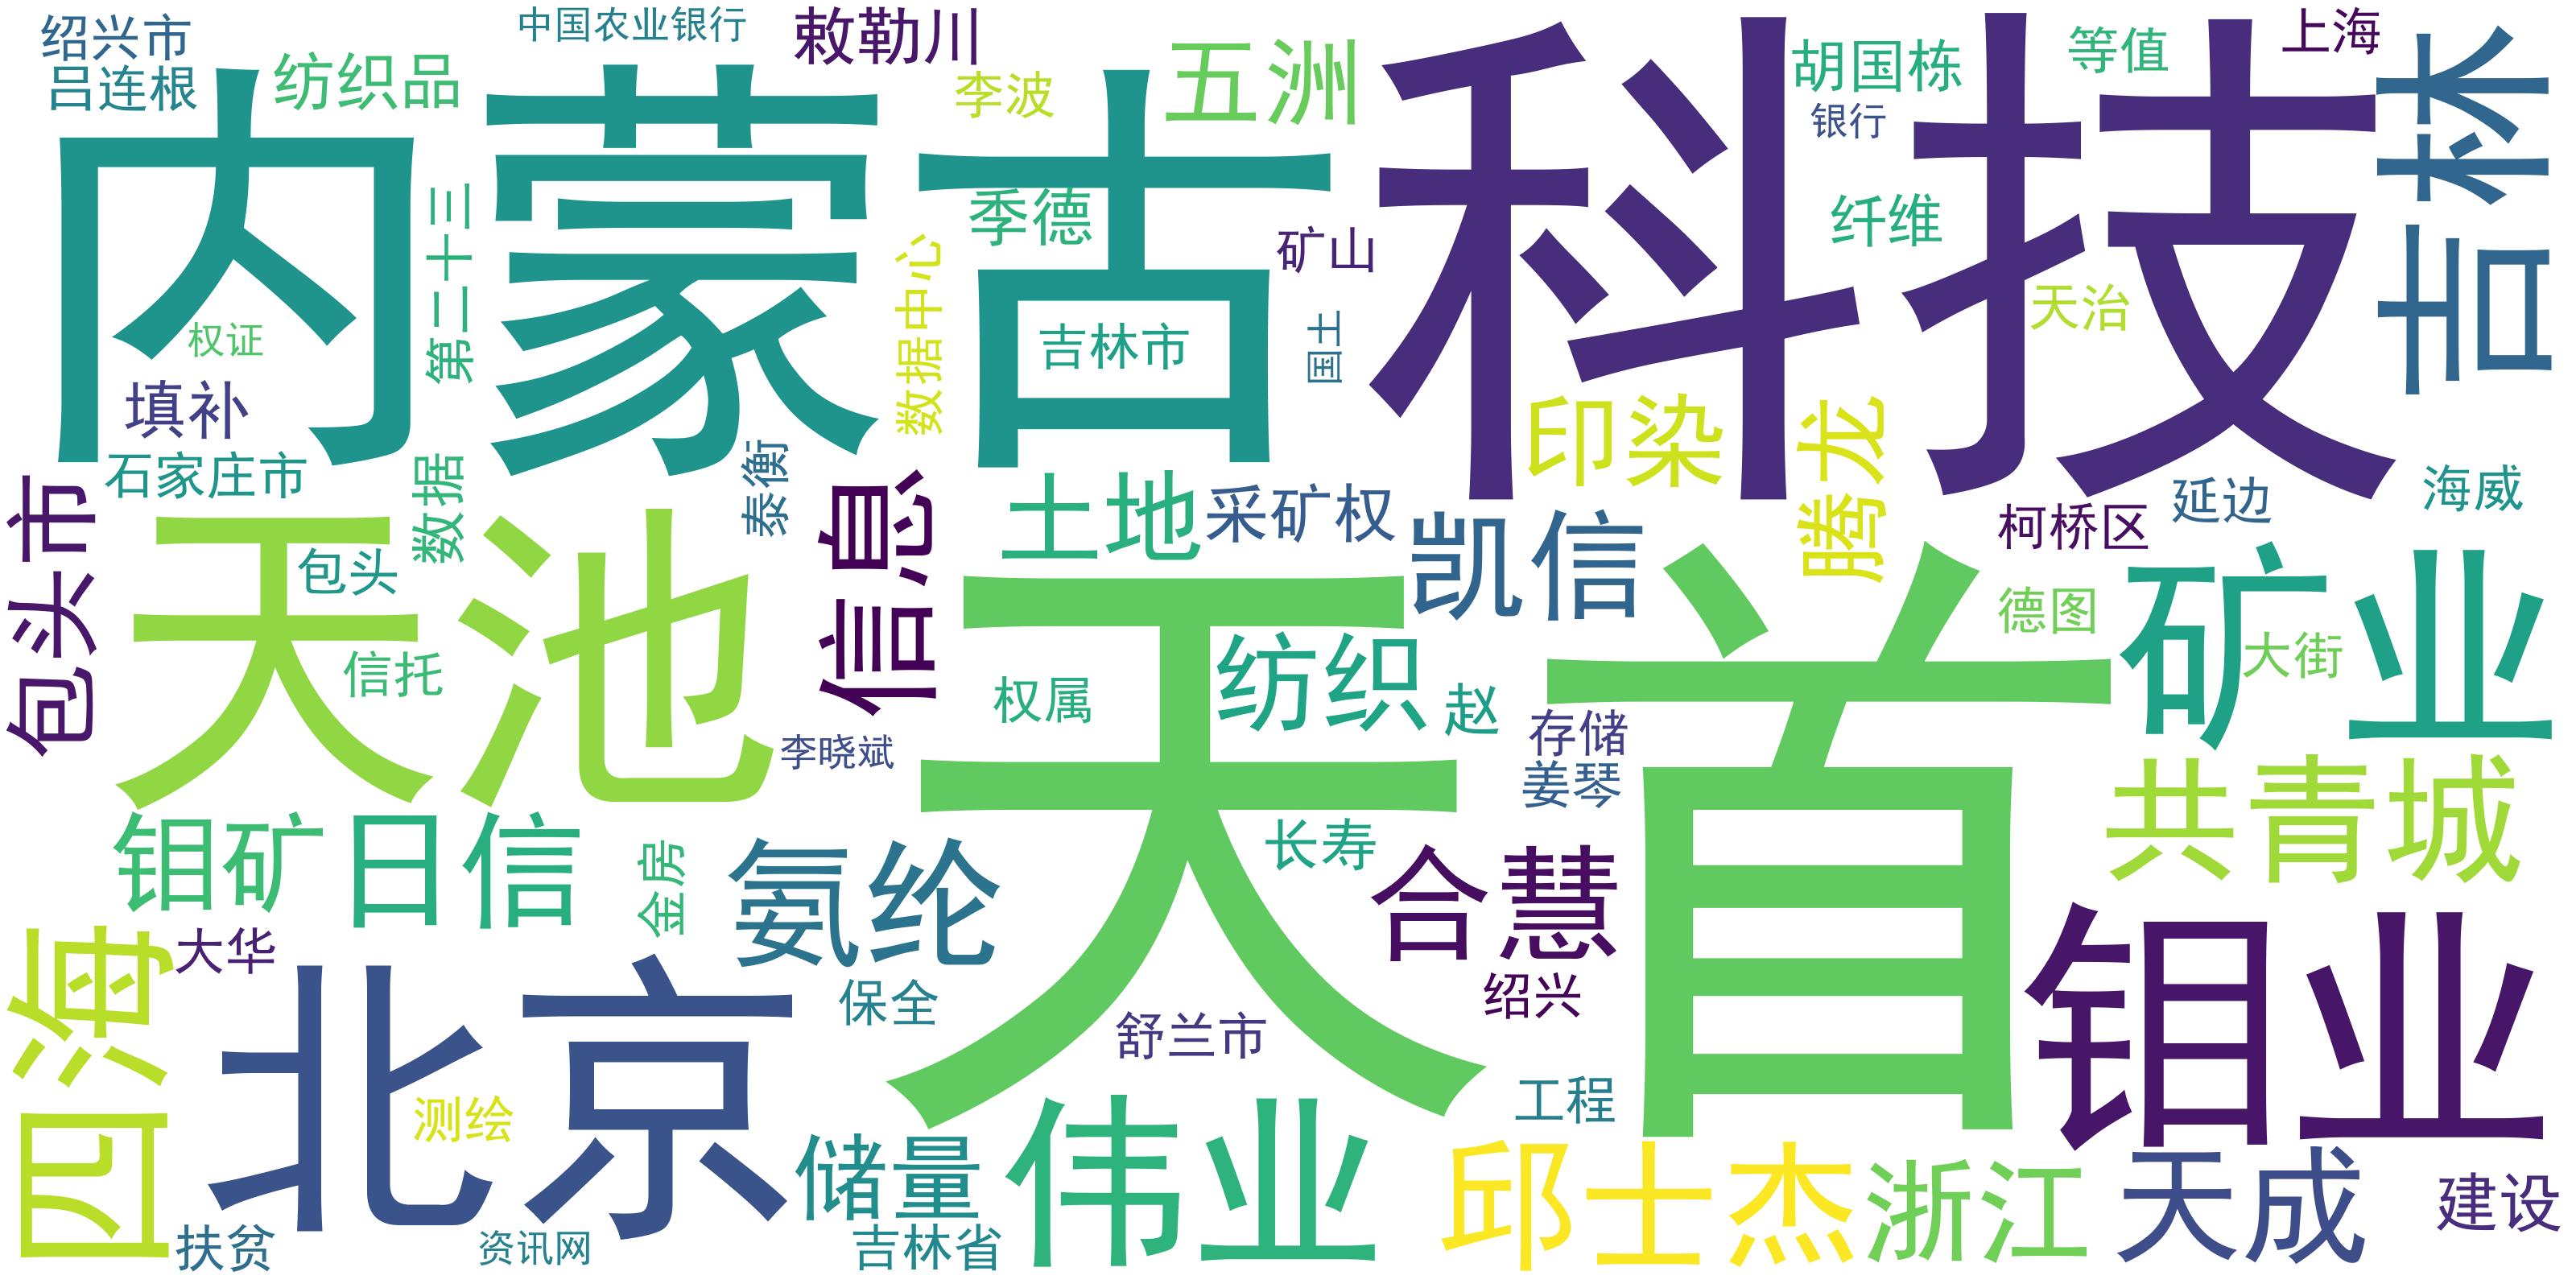 绍兴市
中国农业银行
敕勒川
五洲
科技
胡国栋
等值
上海
吉林
吕连根
纺织品
李波
银行
内蒙古
季德
矿山
纤维
第二十三
数据中心
天治
权证
吉林市
国土
填补
印染
腾龙
石家庄市
数据
泰衡
信息
土地
采矿权
凯信
柯桥区
延边
海威
包头市
天池
包头
天首
德图
矿业
大街
信托
权属
纺织
赵
存储
李晓斌
姜琴
共青城
钼矿
日信
金房
氨纶
长寿
合慧
钼业
四海
大华
北京
保全
绍兴
舒兰市
测绘
工程
储量
伟业
邱士杰
浙江
天成
建设
扶贫
资讯网
吉林省